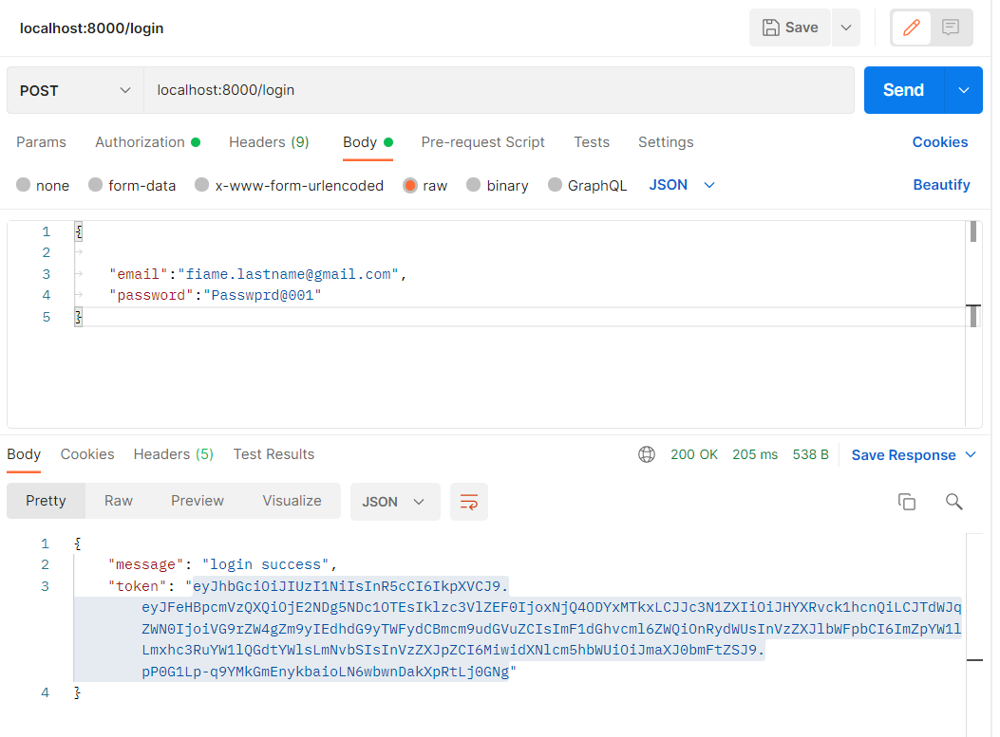 localhost:8000/login
Save
POST
localhost:8000/login
Send
Params Authorization Headers (9) Body Pre-request Script Tests Settings Cookies
none form-data x-www-form-urlencoded raw binary GraphQL JSON Beautify
1 {
2
3 "email":"fiame.lastname@gmail.com",
4 "password":"Passwprd@001"
5 }
Body Cookies Headers (5) Test Results 200 OK 205 ms 538 B Save Response
Pretty Raw Preview Visualize JSON
1 {
2 "message": "login success",
3 "token": "eyJhbGciOiJIUzI1NiIsInR5cCI6IkpXVCJ9.
eyJFeHBpcmVzQXQiOjE2NDg5NDc1OTEsIklzc3VlZEF0IjoxNjQ4ODYxMTkxLCJJc3N1ZXIiOiJHYXRvck1hcnQiLCJTdWJq
ZWN0IjoiVG9rZW4gZm9yIEdhdG9yTWFydCBmcm9udGVuZCIsImF1dGhvcml6ZWQiOnRydWUsInVzZXJlbWFpbCI6ImZpYW1l
Lmxhc3RuYW1lQGdtYWlsLmNvbSIsInVzZXJpZCI6MiwidXNlcm5hbWUiOiJmaXJ0bmFtZSJ9.
pP0G1Lp-q9YMkGmEnykbaioLN6wbwnDakXpRtLj0GNg"
4 }